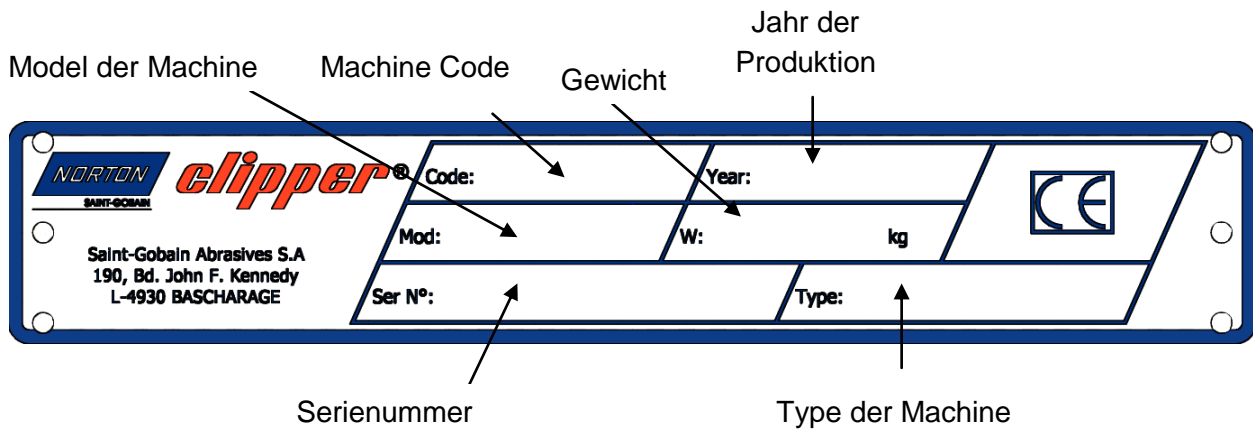 Jahr der
Produktion
Model der Machine
Machine Code
Gewicht
NORTON
SAINT-GOBAIN
clipper®
Code:
Year:
CE
Mod:
W: kg
Saint-Gobain Abrasives S.A
190, Bd. John F. Kennedy
L-4930 BASCHARAGE
Ser N°:
Type:
Serienummer
Type der Machine